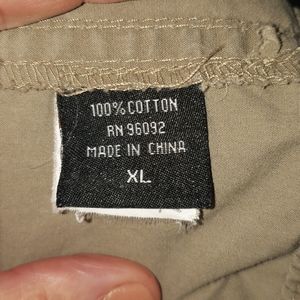 100% COTTON
RN 96092
MADE IN CHINA
XL